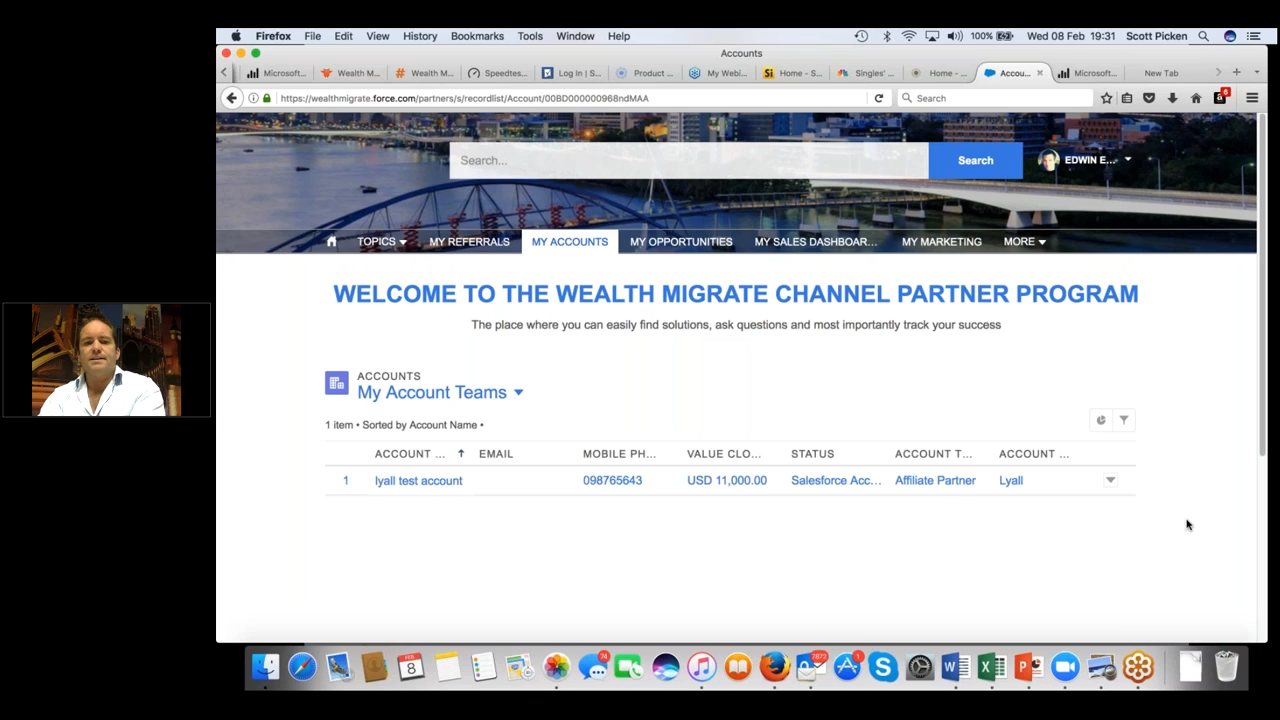 Firefox File Edit View History Bookmarks Tools Window Help 100% Wed 08 Feb 19:31 Scott Picken
Accounts
Microsoft... Wealth M... Wealth M... Speedtes... Log In | S... Product ... My Webi... Home - S... Singles' ... Home - ... Accou... Microsoft... New Tab
https://wealthmigrate.force.com/partners/s/recordlist/Account/00BD000000968ndMAA Search 6
Search... Search EDWIN E...
TOPICS MY REFERRALS MY ACCOUNTS MY OPPORTUNITIES MY SALES DASHBOAR... MY MARKETING MORE
WELCOME TO THE WEALTH MIGRATE CHANNEL PARTNER PROGRAM
The place where you can easily find solutions, ask questions and most importantly track your success
ACCOUNTS
My Account Teams
1 item • Sorted by Account Name •
ACCOUNT ... EMAIL MOBILE PH... VALUE CLO... STATUS ACCOUNT T... ACCOUNT ...
1 lyall test account 098765643 USD 11,000.00 Salesforce Acc... Affiliate Partner Lyall
FEB 8 74 7872 1